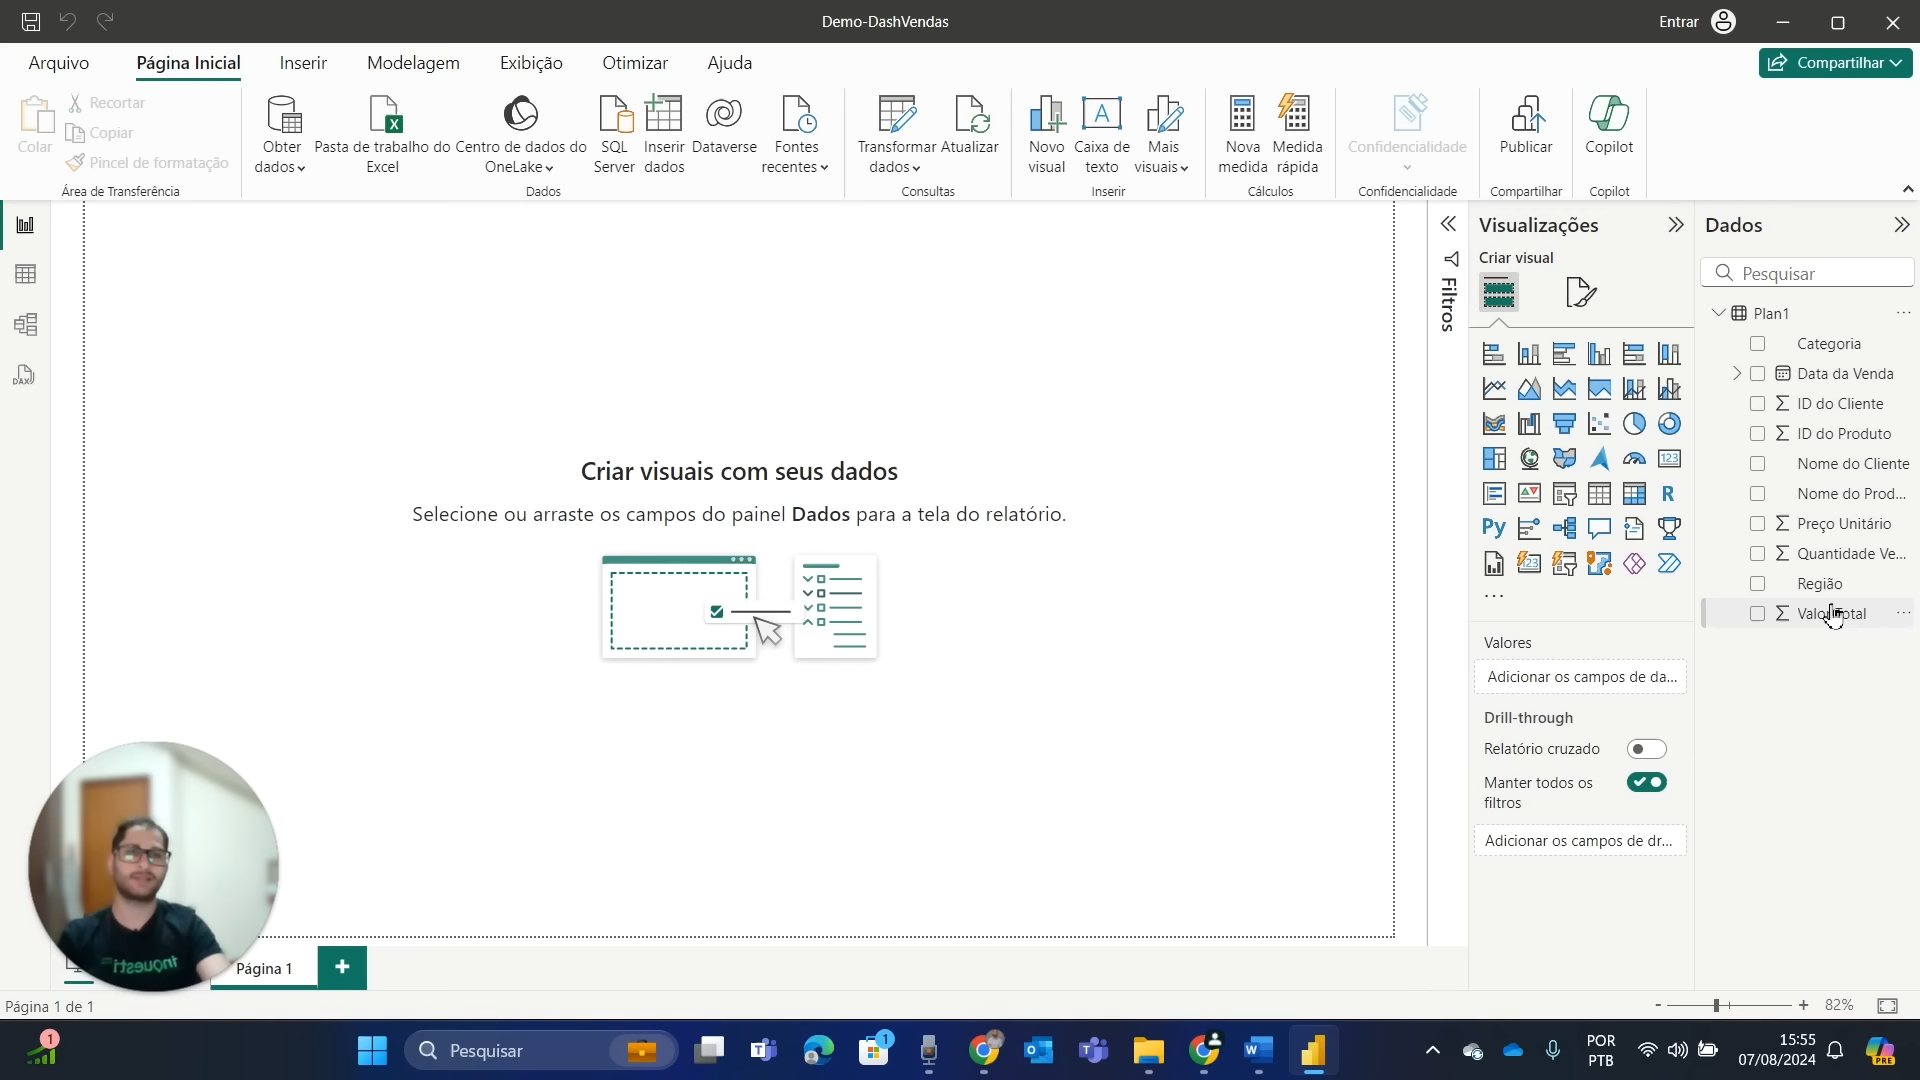 Demo-DashVendas
Entrar
Arquivo
Página Inicial
Inserir
Modelagem
Exibição
Otimizar
Ajuda
Compartilhar
Colar
Recortar
Copiar
Pincel de formatação
Área de Transferência
Obter
dados
Pasta de trabalho do
Excel
Centro de dados do
OneLake
SQL
Server
Inserir
dados
Dataverse
Fontes
recentes
Dados
Transformar
dados
Atualizar
Consultas
Novo
visual
Caixa de
texto
Mais
visuais
Inserir
Nova
medida
Medida
rápida
Cálculos
Confidencialidade
Confidencialidade
Publicar
Compartilhar
Copilot
Copilot
DAX
Criar visuais com seus dados
Selecione ou arraste os campos do painel Dados para a tela do relatório.
Filtros
Visualizações
Criar visual
123
R
Py
123
...
Valores
Adicionar os campos de da...
Drill-through
Relatório cruzado
Manter todos os
filtros
Adicionar os campos de dr...
Dados
Pesquisar
Plan1
Categoria
Data da Venda
ID do Cliente
ID do Produto
Nome do Cliente
Nome do Prod...
Preço Unitário
Quantidade Ve...
Região
Página 1
Página 1 de 1
82%
1
Pesquisar
1
POR
PTB
15:55
07/08/2024
PRE